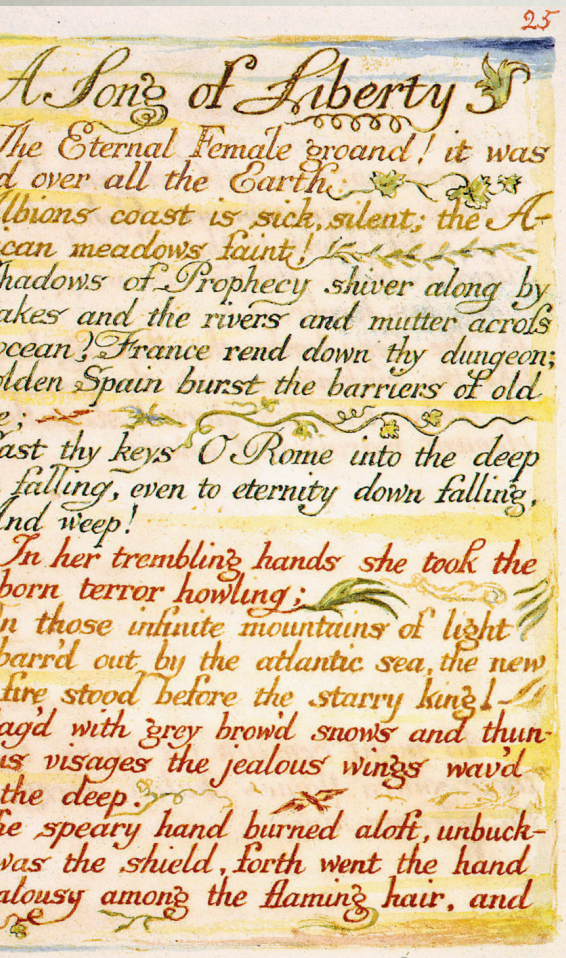 25
A Song of Liberty
The Eternal Female groand! it was
d over all the Earth:
Albions coast is sick, silent; the A-
ican meadows faint!
hadows of Prophecy shiver along by
akes and the rivers and mutter across
ocean? France rend down thy dungeon;
olden Spain burst the barriers of old
e;
ast thy keys O Rome into the deep
falling, even to eternity down falling,
And weep!
In her trembling hands she took the
born terror howling;
n those infinite mountains of light
barr'd out by the atlantic sea, the new
fire stood before the starry king!
ag'd with grey brow'd snows and thun-
us visages the jealous wings wav'd
the deep.
he speary hand burned aloft, unbuck-
was the shield, forth went the hand
alousy among the flaming hair, and